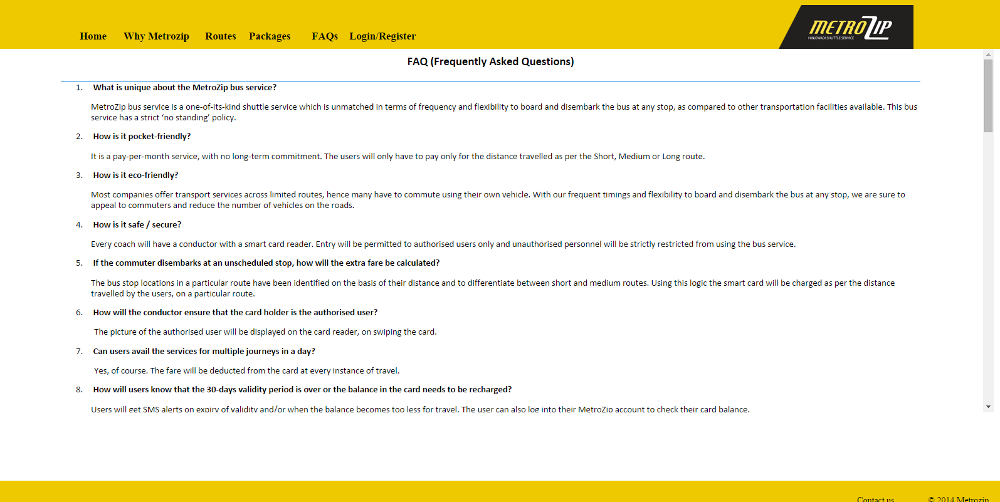 Home Why Metrozip Routes Packages FAQs Login/Register
METROZIP
HINJEWADI SHUTTLE SERVICE
FAQ (Frequently Asked Questions)
1. What is unique about the MetroZip bus service?
MetroZip bus service is a one-of-its-kind shuttle service which is unmatched in terms of frequency and flexibility to board and disembark the bus at any stop, as compared to other transportation facilities available. This bus
service has a strict ‘no standing’ policy.
2. How is it pocket-friendly?
It is a pay-per-month service, with no long-term commitment. The users will only have to pay only for the distance travelled as per the Short, Medium or Long route.
3. How is it eco-friendly?
Most companies offer transport services across limited routes, hence many have to commute using their own vehicle. With our frequent timings and flexibility to board and disembark the bus at any stop, we are sure to
appeal to commuters and reduce the number of vehicles on the roads.
4. How is it safe / secure?
Every coach will have a conductor with a smart card reader. Entry will be permitted to authorised users only and unauthorised personnel will be strictly restricted from using the bus service.
5. If the commuter disembarks at an unscheduled stop, how will the extra fare be calculated?
The bus stop locations in a particular route have been identified on the basis of their distance and to differentiate between short and medium routes. Using this logic the smart card will be charged as per the distance
travelled by the users, on a particular route.
6. How will the conductor ensure that the card holder is the authorised user?
The picture of the authorised user will be displayed on the card reader, on swiping the card.
7. Can users avail the services for multiple journeys in a day?
Yes, of course. The fare will be deducted from the card at every instance of travel.
8. How will users know that the 30-days validity period is over or the balance in the card needs to be recharged?
Users will get SMS alerts on expiry of validity and/or when the balance becomes too less for travel. The user can also log into their MetroZip account to check their card balance.
Contact us © 2014 Metrozip